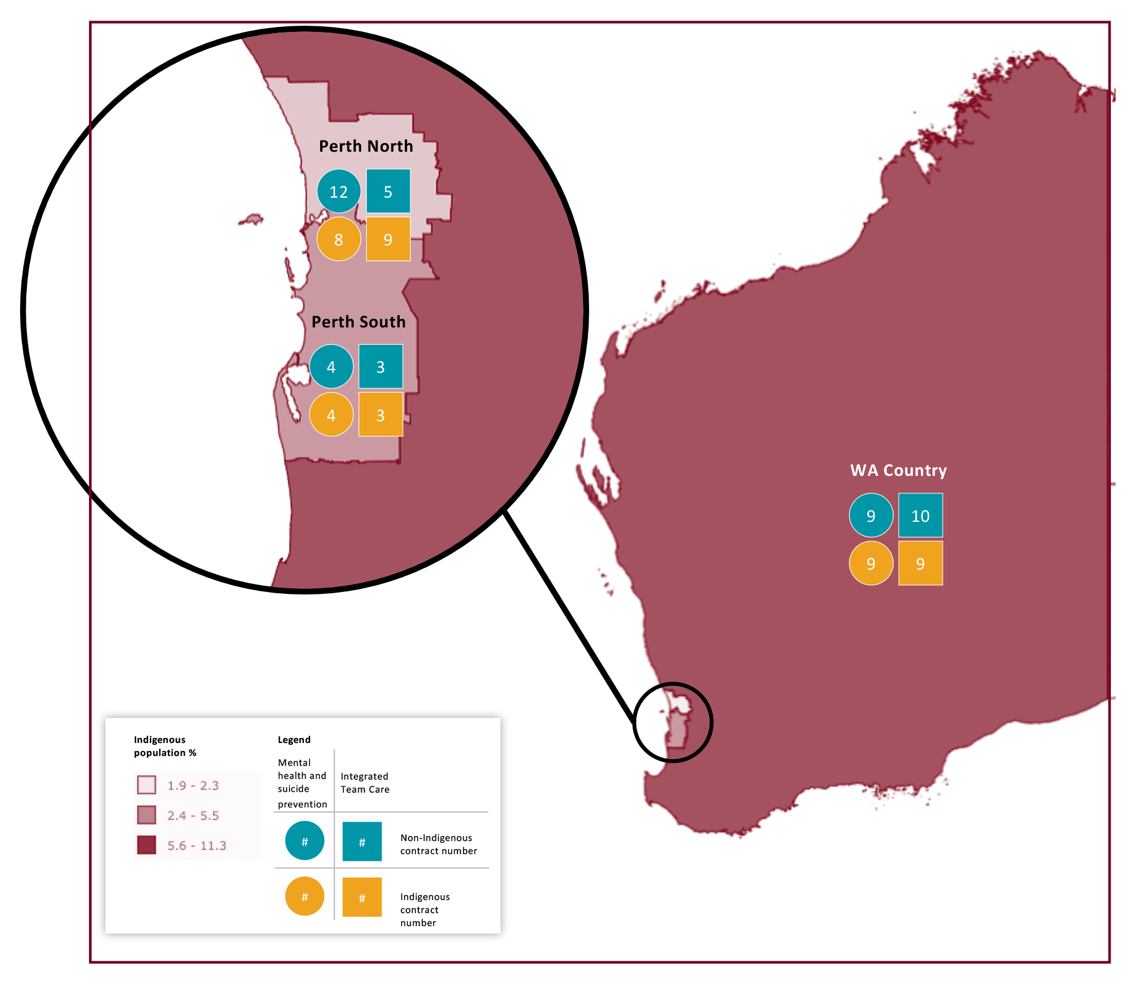 Perth North
12 5
8 9
Perth South
4 3
4 3
WA Country
9 10
9 9
Indigenous
population %
1.9 - 2.3
2.4 - 5.5
5.6 - 11.3
Legend
Mental
health and
suicide
prevention
Integrated
Team Care
# #
Non-Indigenous
contract number
# #
Indigenous
contract
number